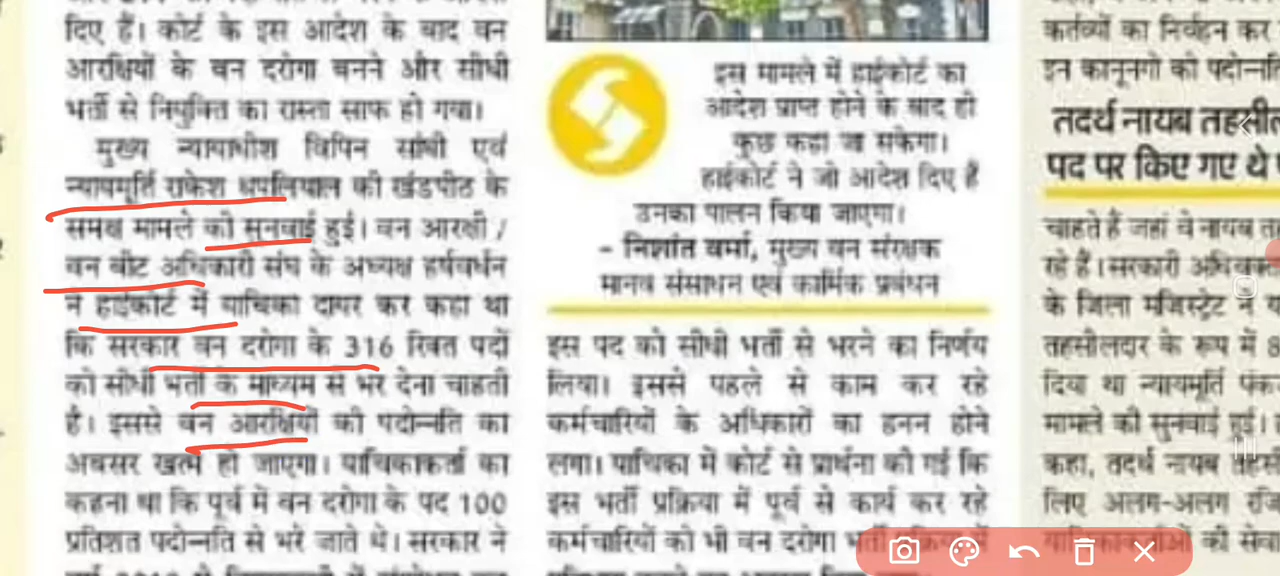 दिए हैं। कोर्ट के इस आदेश के बाद वन
आरक्षियों के वन दरोगा बनने और सीधी
भर्ती से नियुक्ति का रास्ता साफ हो गया।
मुख्य न्यायाधीश विपिन सांघी एवं
न्यायमूर्ति राकेश थपलियाल की खंडपीठ के
समक्ष मामले की सुनवाई हुई। वन आरक्षी /
वन बीट अधिकारी संघ के अध्यक्ष हर्षवर्धन
ने हाईकोर्ट में याचिका दायर कर कहा था
कि सरकार वन दरोगा के 316 रिक्त पदों
को सीधी भर्ती के माध्यम से भर देना चाहती
है। इससे वन आरक्षियों की पदोन्नति का
अवसर खत्म हो जाएगा। याचिकाकर्ता का
कहना था कि पूर्व में वन दरोगा के पद 100
प्रतिशत पदोन्नति से भरे जाते थे। सरकार ने
इस मामले में हाईकोर्ट का
आदेश प्राप्त होने के बाद ही
कुछ कहा जा सकेगा।
हाईकोर्ट ने जो आदेश दिए हैं
उनका पालन किया जाएगा।
- निशांत वर्मा, मुख्य वन संरक्षक
मानव संसाधन एवं कार्मिक प्रबंधन
इस पद को सीधी भर्ती से भरने का निर्णय
लिया। इससे पहले से काम कर रहे
कर्मचारियों के अधिकारों का हनन होने
लगा। याचिका में कोर्ट से प्रार्थना की गई कि
इस भर्ती प्रक्रिया में पूर्व से कार्य कर रहे
कर्मचारियों को भी वन दरोगा
कर्तव्यों का निर्वहन कर
इन कानूनगो को पदोन्नति
तदर्थ नायब तहसील
पद पर किए गए थे
चाहते हैं जहां वे नायब
रहे हैं। सरकारी अधिवक्ता
के जिला मजिस्ट्रेट ने
तहसीलदार के रूप में 8
दिया था न्यायमूर्ति पंकज
मामले की सुनवाई हुई।
कहा, तदर्थ नायब
लिए अलग-अलग
की सेवा